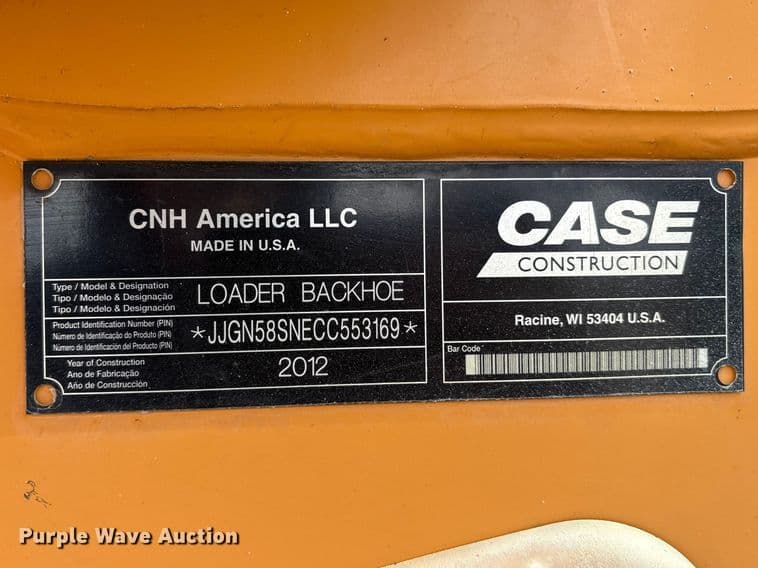 CNH America LLC
MADE IN U.S.A.
Type / Model & Designation
Tipo / Modelo & Designação
Tipo / Modelo & Designación
LOADER BACKHOE
Product Identification Number (PIN)
Número de Identificação do Produto (PIN)
Número de Identificación del Producto (PIN)
*JJGN58SNECC553169*
Year of Construction
Ano de Fabricação
Año de Construcción
2012
CASE
CONSTRUCTION
Racine, WI 53404 U.S.A.
Bar Code
Purple Wave Auction